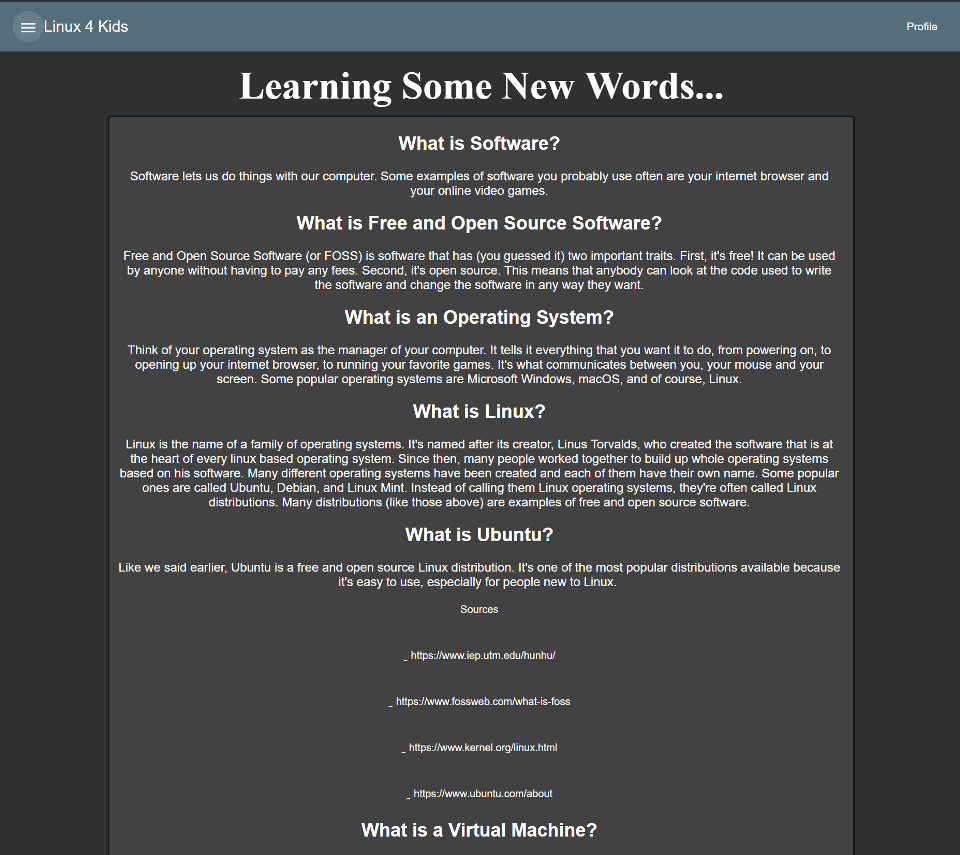 Linux 4 Kids
Profile
Learning Some New Words...
What is Software?
Software lets us do things with our computer. Some examples of software you probably use often are your internet browser and
your online video games.
What is Free and Open Source Software?
Free and Open Source Software (or FOSS) is software that has (you guessed it) two important traits. First, it's free! It can be used
by anyone without having to pay any fees. Second, it's open source. This means that anybody can look at the code used to write
the software and change the software in any way they want.
What is an Operating System?
Think of your operating system as the manager of your computer. It tells it everything that you want it to do, from powering on, to
opening up your internet browser, to running your favorite games. It's what communicates between you, your mouse and your
screen. Some popular operating systems are Microsoft Windows, macOS, and of course, Linux.
What is Linux?
Linux is the name of a family of operating systems. It's named after its creator, Linus Torvalds, who created the software that is at
the heart of every linux based operating system. Since then, many people worked together to build up whole operating systems
based on his software. Many different operating systems have been created and each of them have their own name. Some popular
ones are called Ubuntu, Debian, and Linux Mint. Instead of calling them Linux operating systems, they're often called Linux
distributions. Many distributions (like those above) are examples of free and open source software.
What is Ubuntu?
Like we said earlier, Ubuntu is a free and open source Linux distribution. It's one of the most popular distributions available because
it's easy to use, especially for people new to Linux.
Sources
_ https://www.iep.utm.edu/hunhu/
_ https://www.fossweb.com/what-is-foss
_ https://www.kernel.org/linux.html
_ https://www.ubuntu.com/about
What is a Virtual Machine?